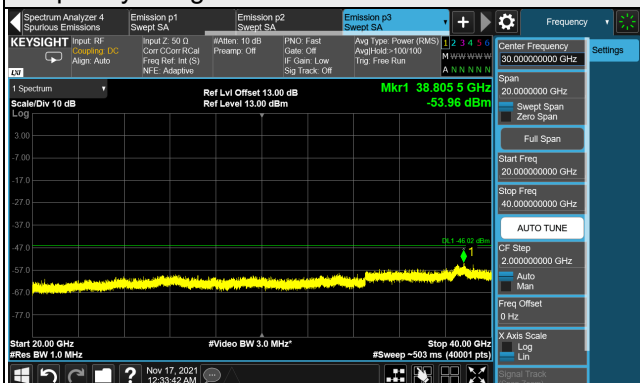 Spectrum Analyzer 4
Spurious Emissions
Emission p1
Swept SA
Emission p2
Swept SA
Emission p3
Swept SA
Frequency
KEYSIGHT
Input: RF
Coupling: DC
Align: Auto
Input Z: 50 Ω
Corr CCorr RCal
Freq Ref: Int (S)
NFE: Adaptive
#Atten: 10 dB
Preamp: Off
PNO: Fast
Gate: Off
IF Gain: Low
Sig Track: Off
Avg Type: Power (RMS)
Avg|Hold:>100/100
Trig: Free Run
1 2 3 4 5 6
M W W W W W
A N N N N N
LXI
1 Spectrum
Scale/Div 10 dB
Log
Ref Lvl Offset 13.00 dB
Ref Level 13.00 dBm
Mkr1 38.805 5 GHz
-53.96 dBm
3.00
-7.00
-17.0
-27.0
-37.0
-47.0
-57.0
-67.0
-77.0
DL1 -46.02 dBm
1
Start 20.00 GHz
#Res BW 1.0 MHz
#Video BW 3.0 MHz*
Stop 40.00 GHz
#Sweep ~503 ms (40001 pts)
Nov 17, 2021
12:33:42 AM
Center Frequency
30.000000000 GHz
Settings
Span
20.0000000 GHz
Swept Span
Zero Span
Full Span
Start Freq
20.000000000 GHz
Stop Freq
40.000000000 GHz
AUTO TUNE
CF Step
2.000000000 GHz
Auto
Man
Freq Offset
0 Hz
X Axis Scale
Log
Lin
Signal Track